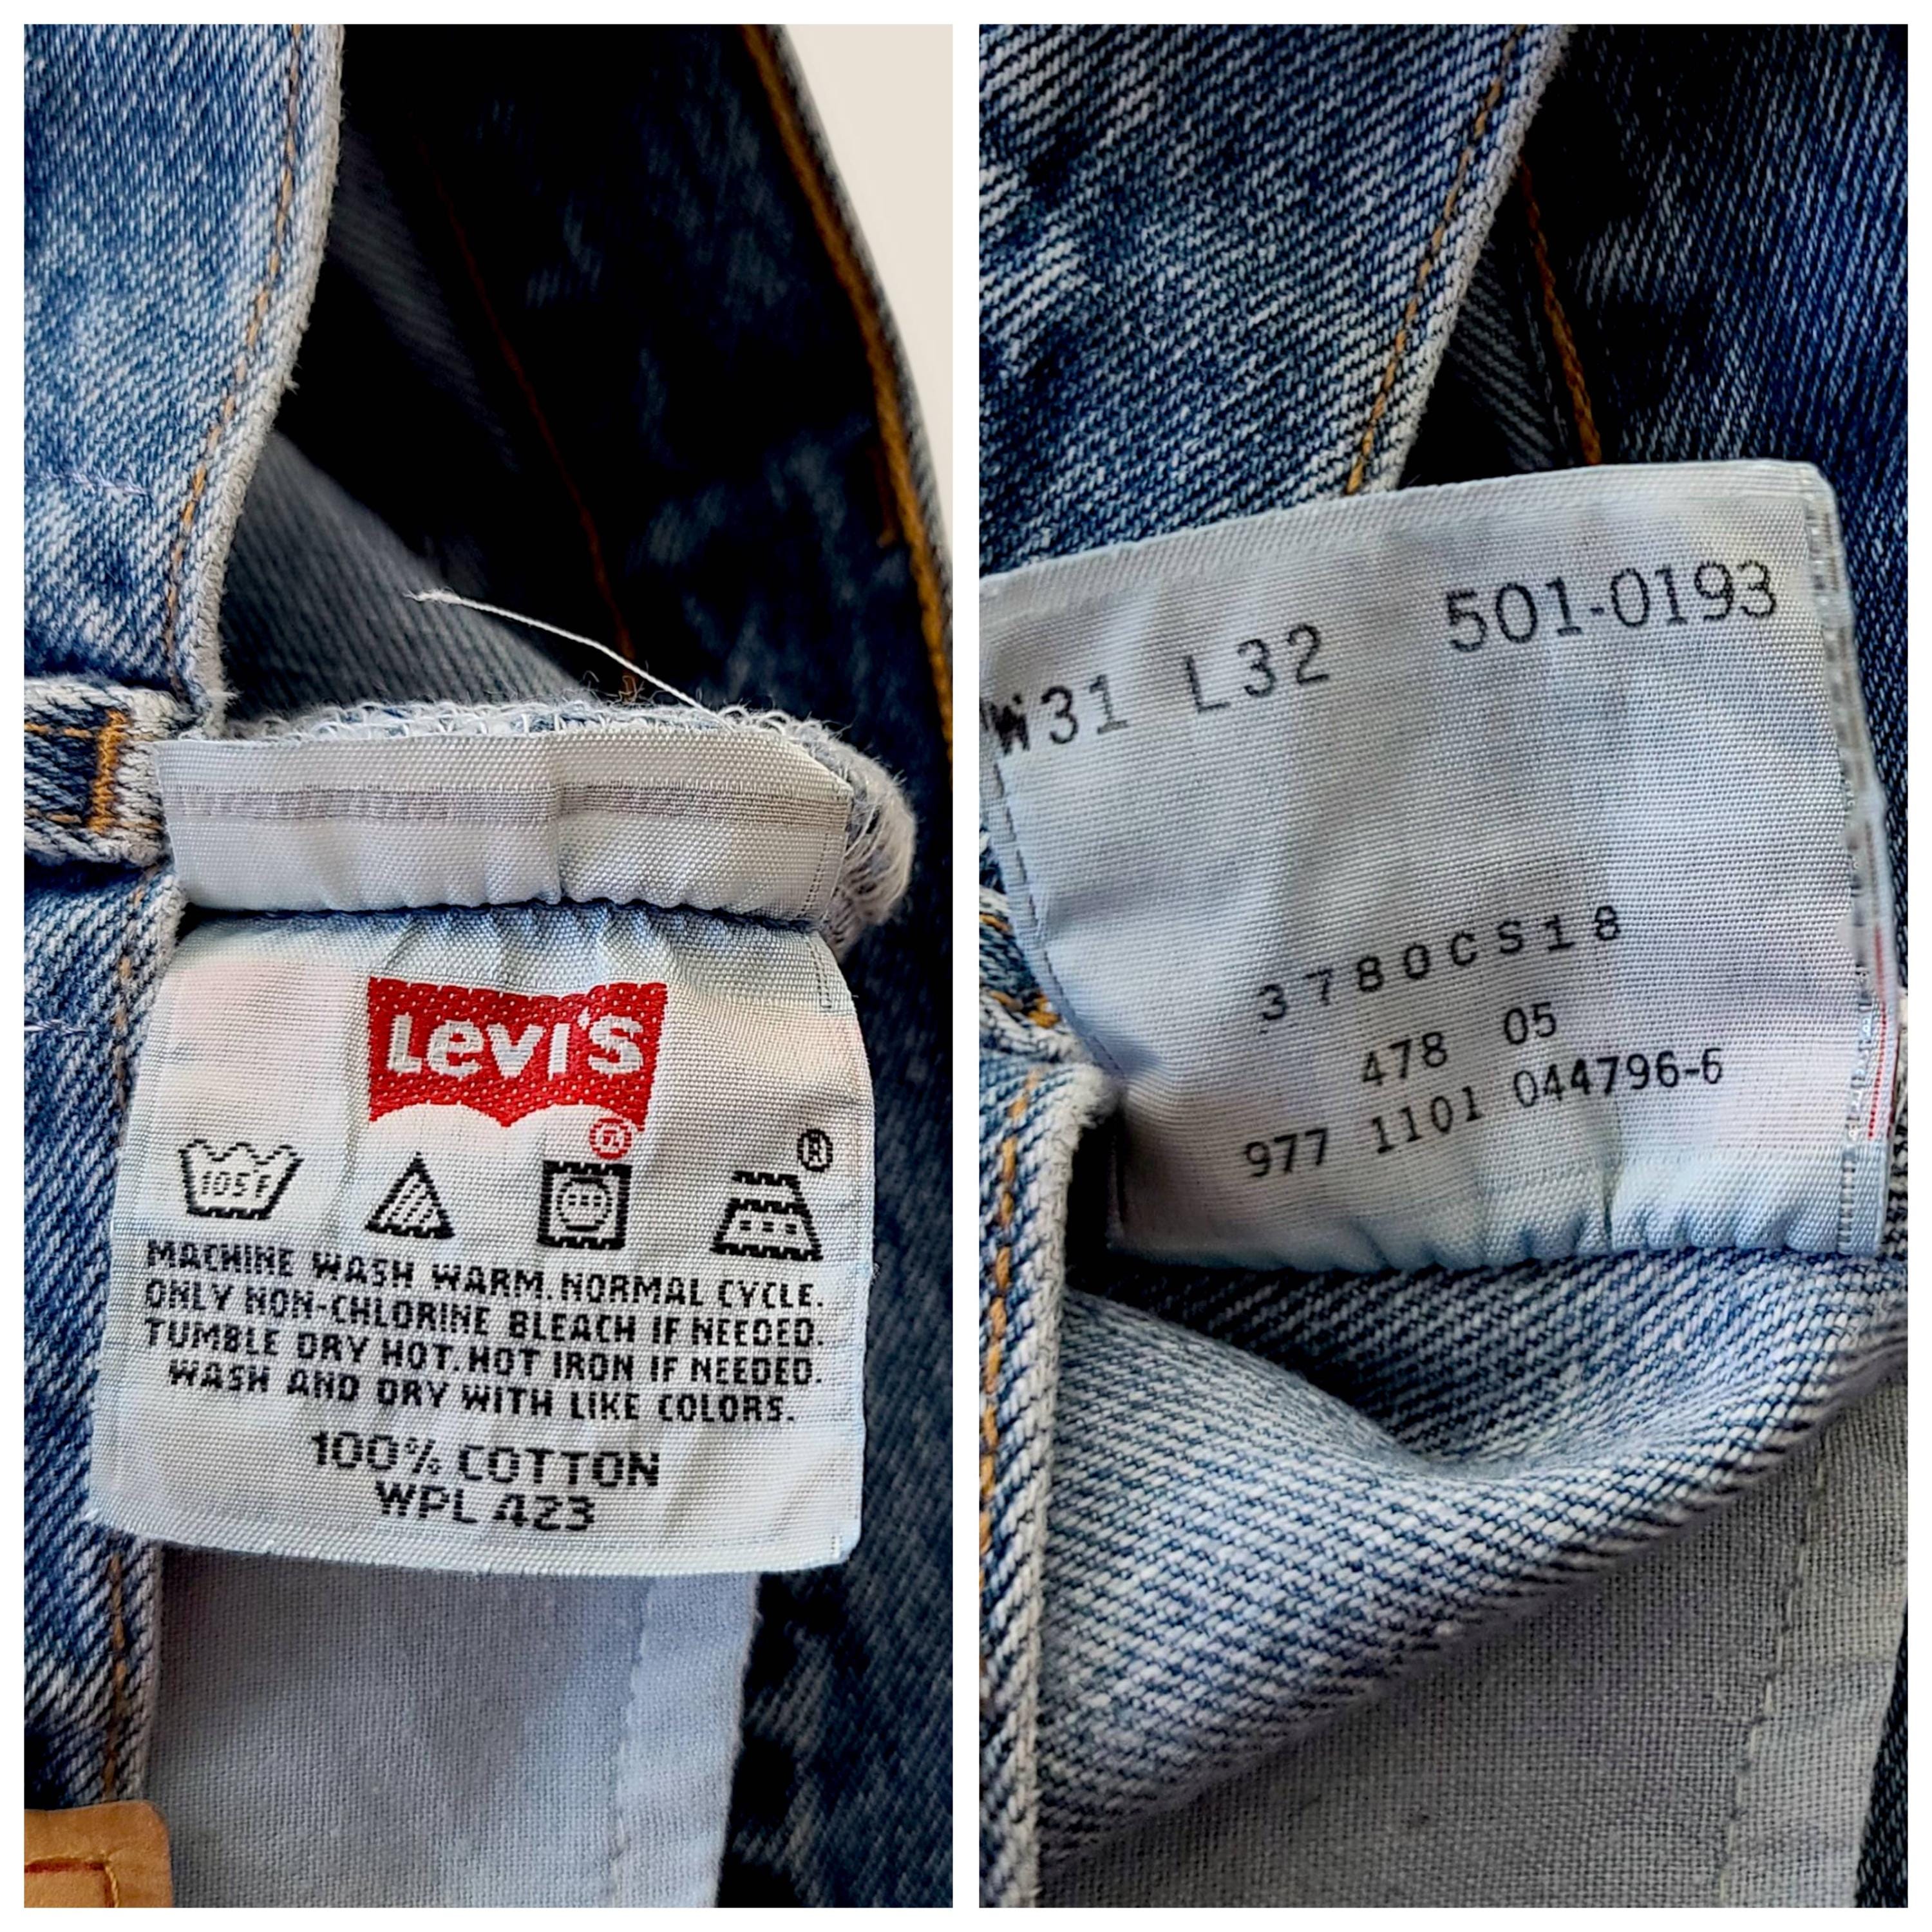 LEVI'S
®
®
105F
MACHINE WASH WARM. NORMAL CYCLE.
ONLY NON-CHLORINE BLEACH IF NEEDED.
TUMBLE DRY HOT. HOT IRON IF NEEDED.
WASH AND DRY WITH LIKE COLORS.
100% COTTON
WPL 423
W31 L32 501-0193
3780CS18
478 05
977 1101 044796-6